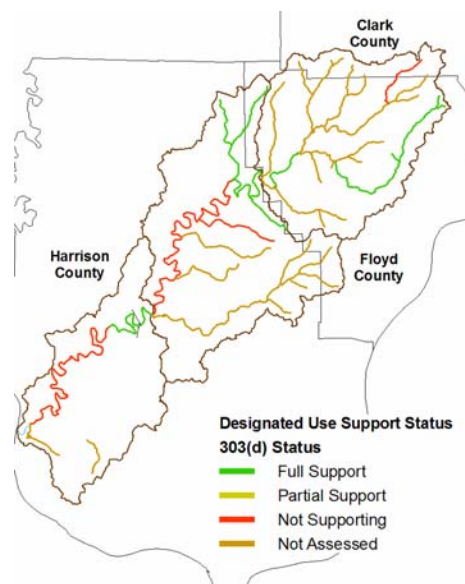 Clark
County
Harrison
County
Floyd
County
Designated Use Support Status
303(d) Status
Full Support
Partial Support
Not Supporting
Not Assessed